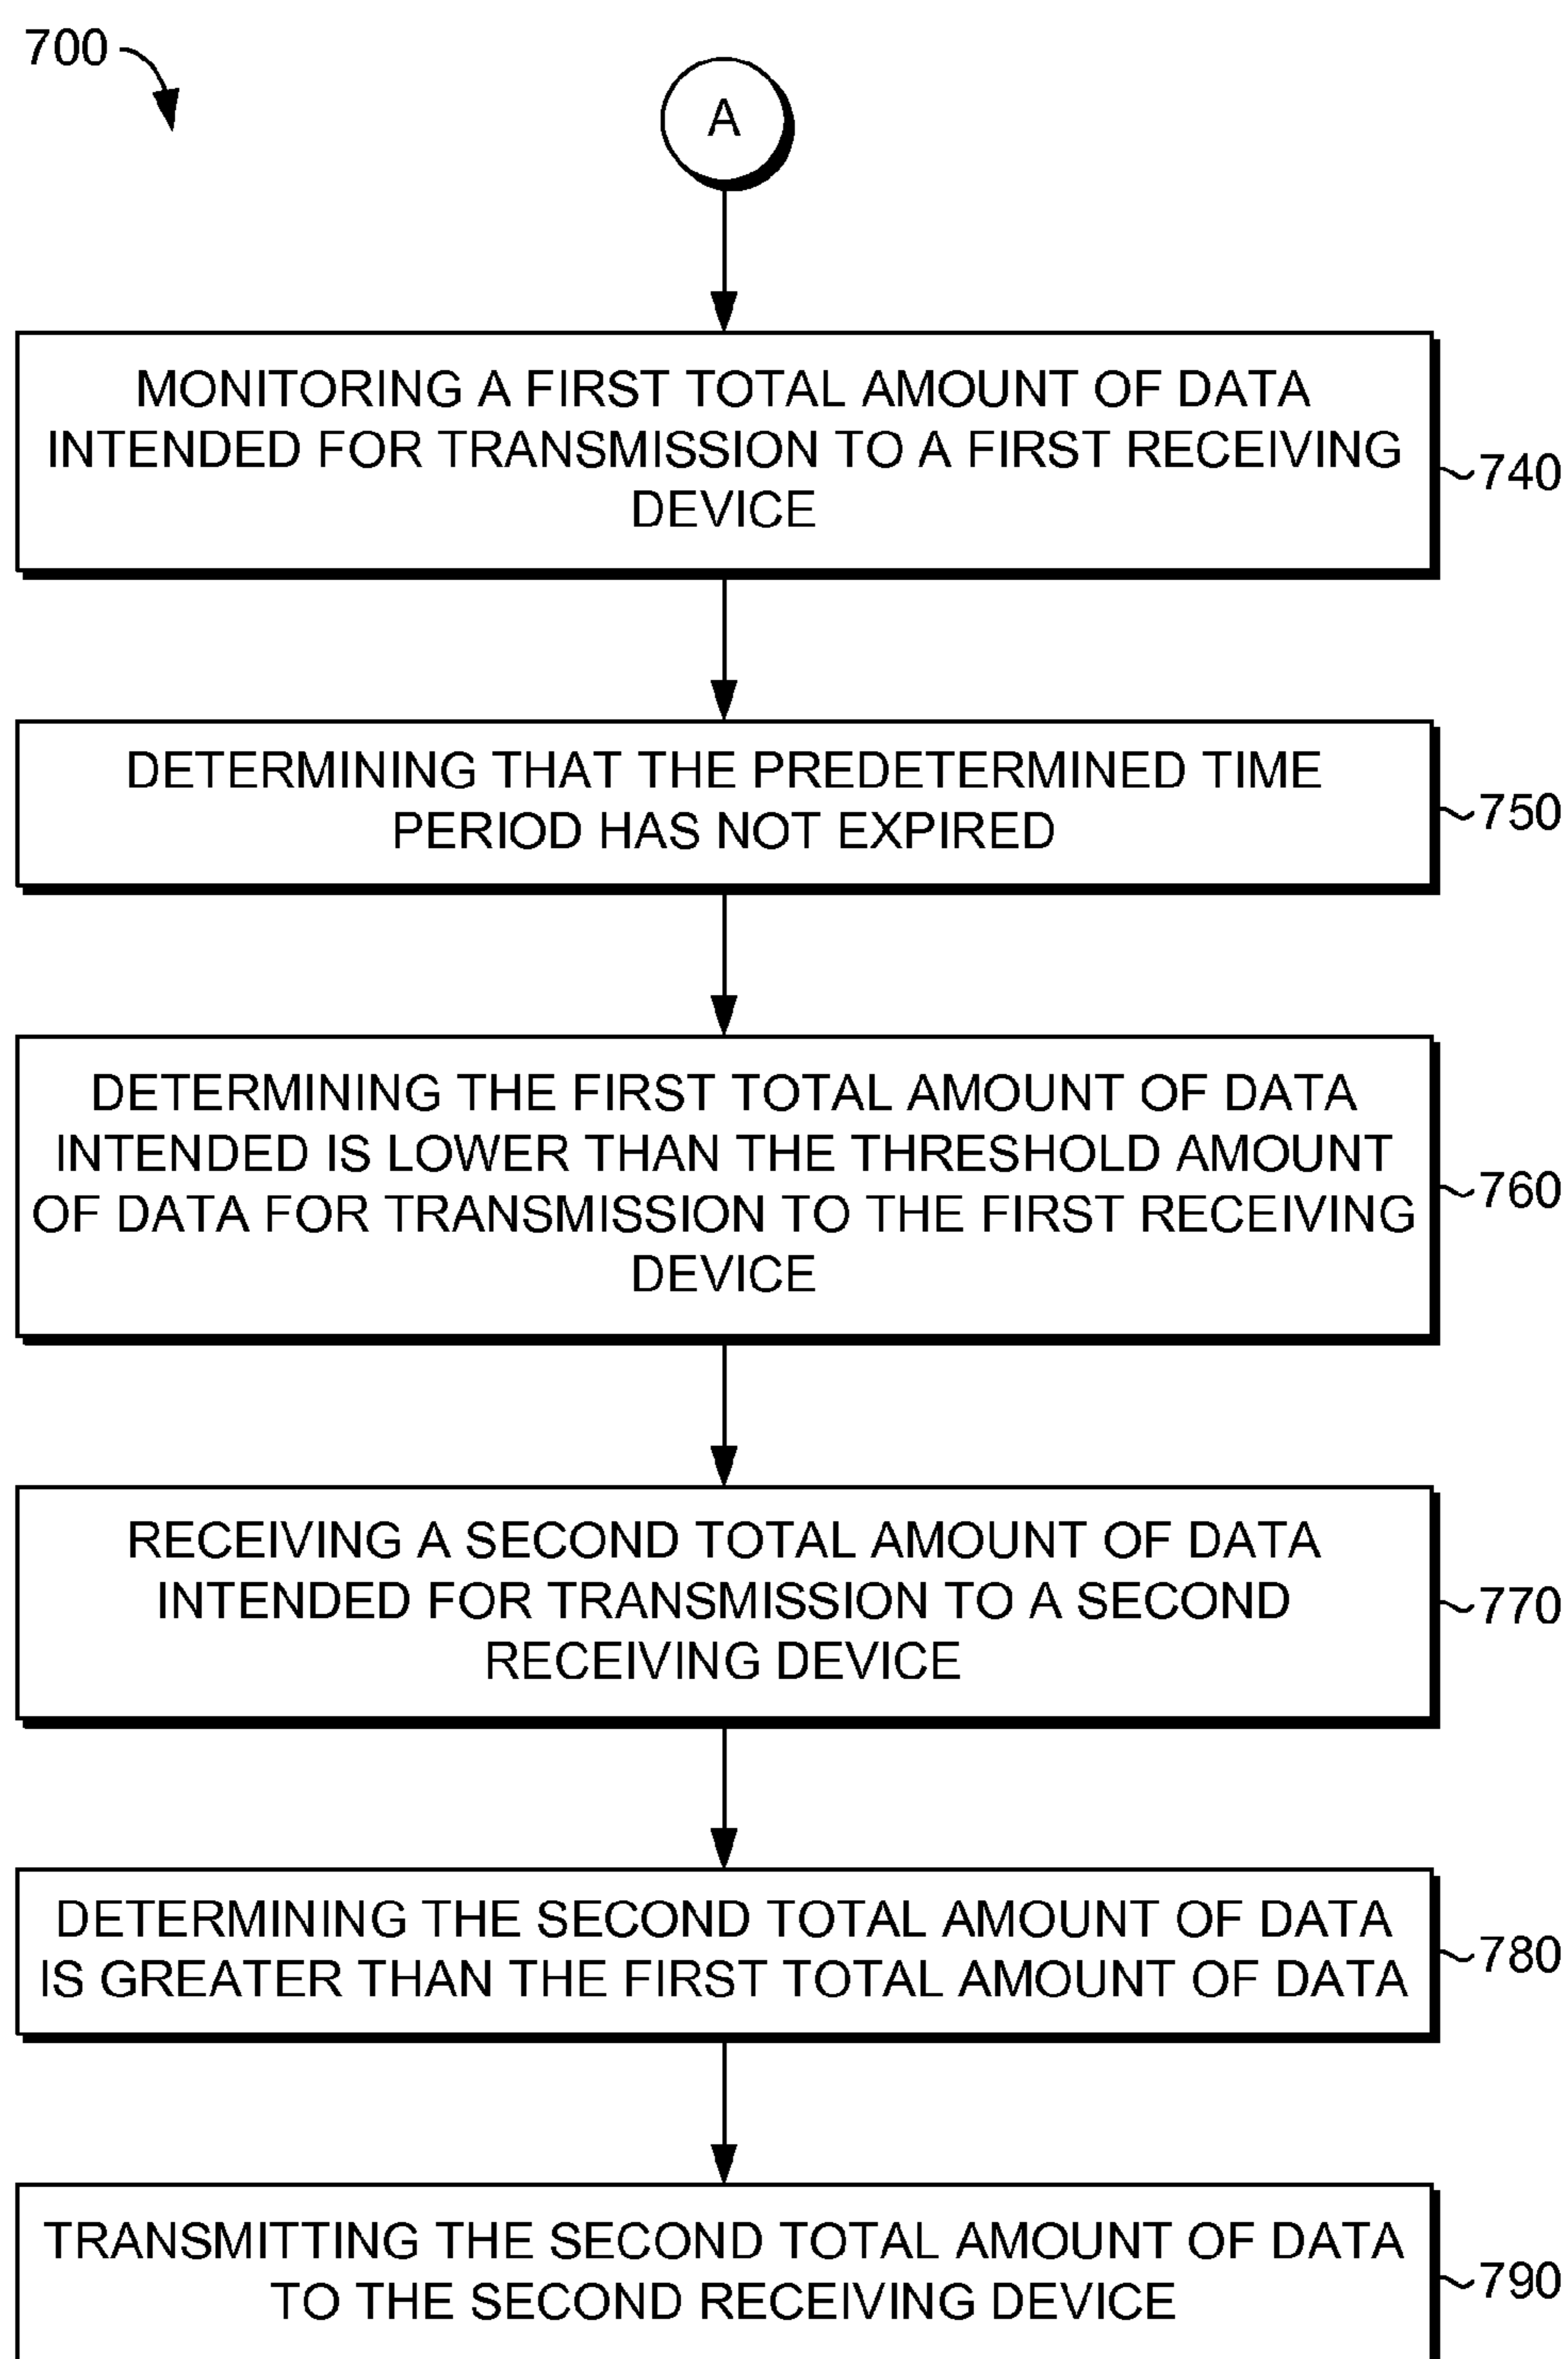 700
A
MONITORING A FIRST TOTAL AMOUNT OF DATA
INTENDED FOR TRANSMISSION TO A FIRST RECEIVING
DEVICE
740
DETERMINING THAT THE PREDETERMINED TIME
PERIOD HAS NOT EXPIRED
750
DETERMINING THE FIRST TOTAL AMOUNT OF DATA
INTENDED IS LOWER THAN THE THRESHOLD AMOUNT
OF DATA FOR TRANSMISSION TO THE FIRST RECEIVING
DEVICE
760
RECEIVING A SECOND TOTAL AMOUNT OF DATA
INTENDED FOR TRANSMISSION TO A SECOND
RECEIVING DEVICE
770
DETERMINING THE SECOND TOTAL AMOUNT OF DATA
IS GREATER THAN THE FIRST TOTAL AMOUNT OF DATA
780
TRANSMITTING THE SECOND TOTAL AMOUNT OF DATA
TO THE SECOND RECEIVING DEVICE
790